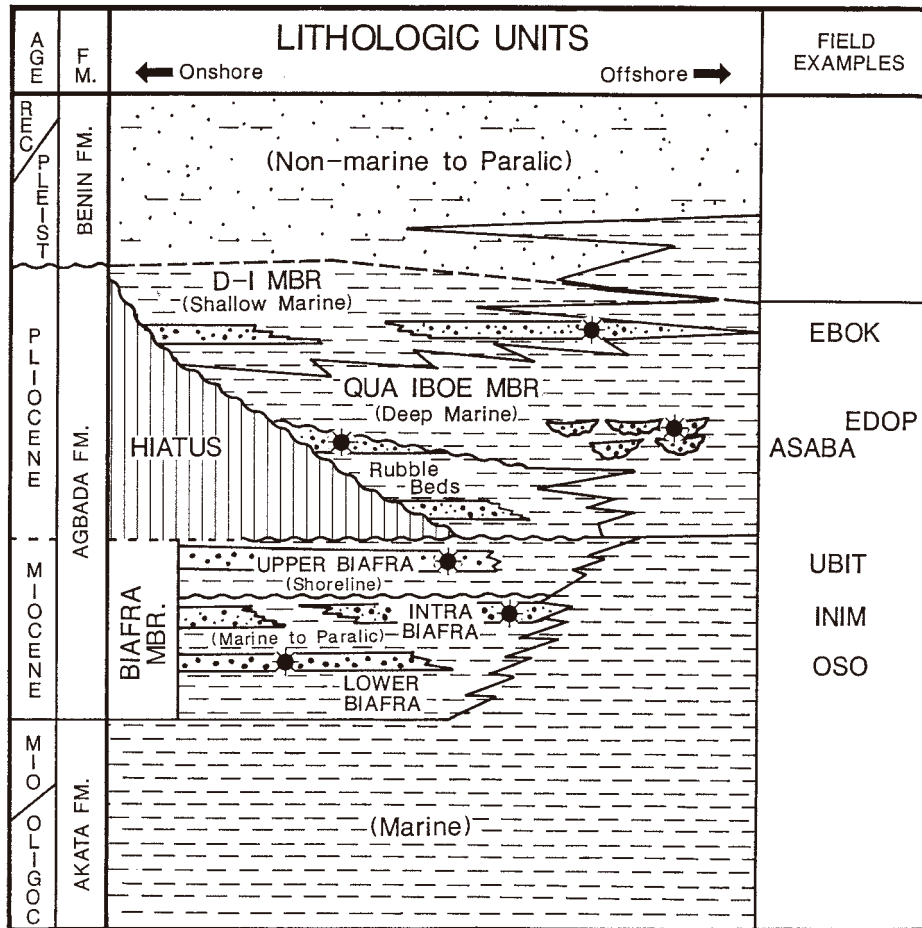 AGE
FM.
LITHOLOGIC UNITS
← Onshore
Offshore →
FIELD
EXAMPLES
REC
PLEIST
BENIN FM.
(Non-marine to Paralic)
PLIOCENE
AGBADA FM.
D-I MBR
(Shallow Marine)
EBOK
QUA IBOE MBR
(Deep Marine)
EDOP
ASABA
HIATUS
Rubble
Beds
MIOCENE
BIAFRA
MBR.
UPPER BIAFRA
(Shoreline)
UBIT
INTRA
BIAFRA
INIM
(Marine to Paralic)
OSO
LOWER
BIAFRA
MIO
OLIGOC
AKATA FM.
(Marine)